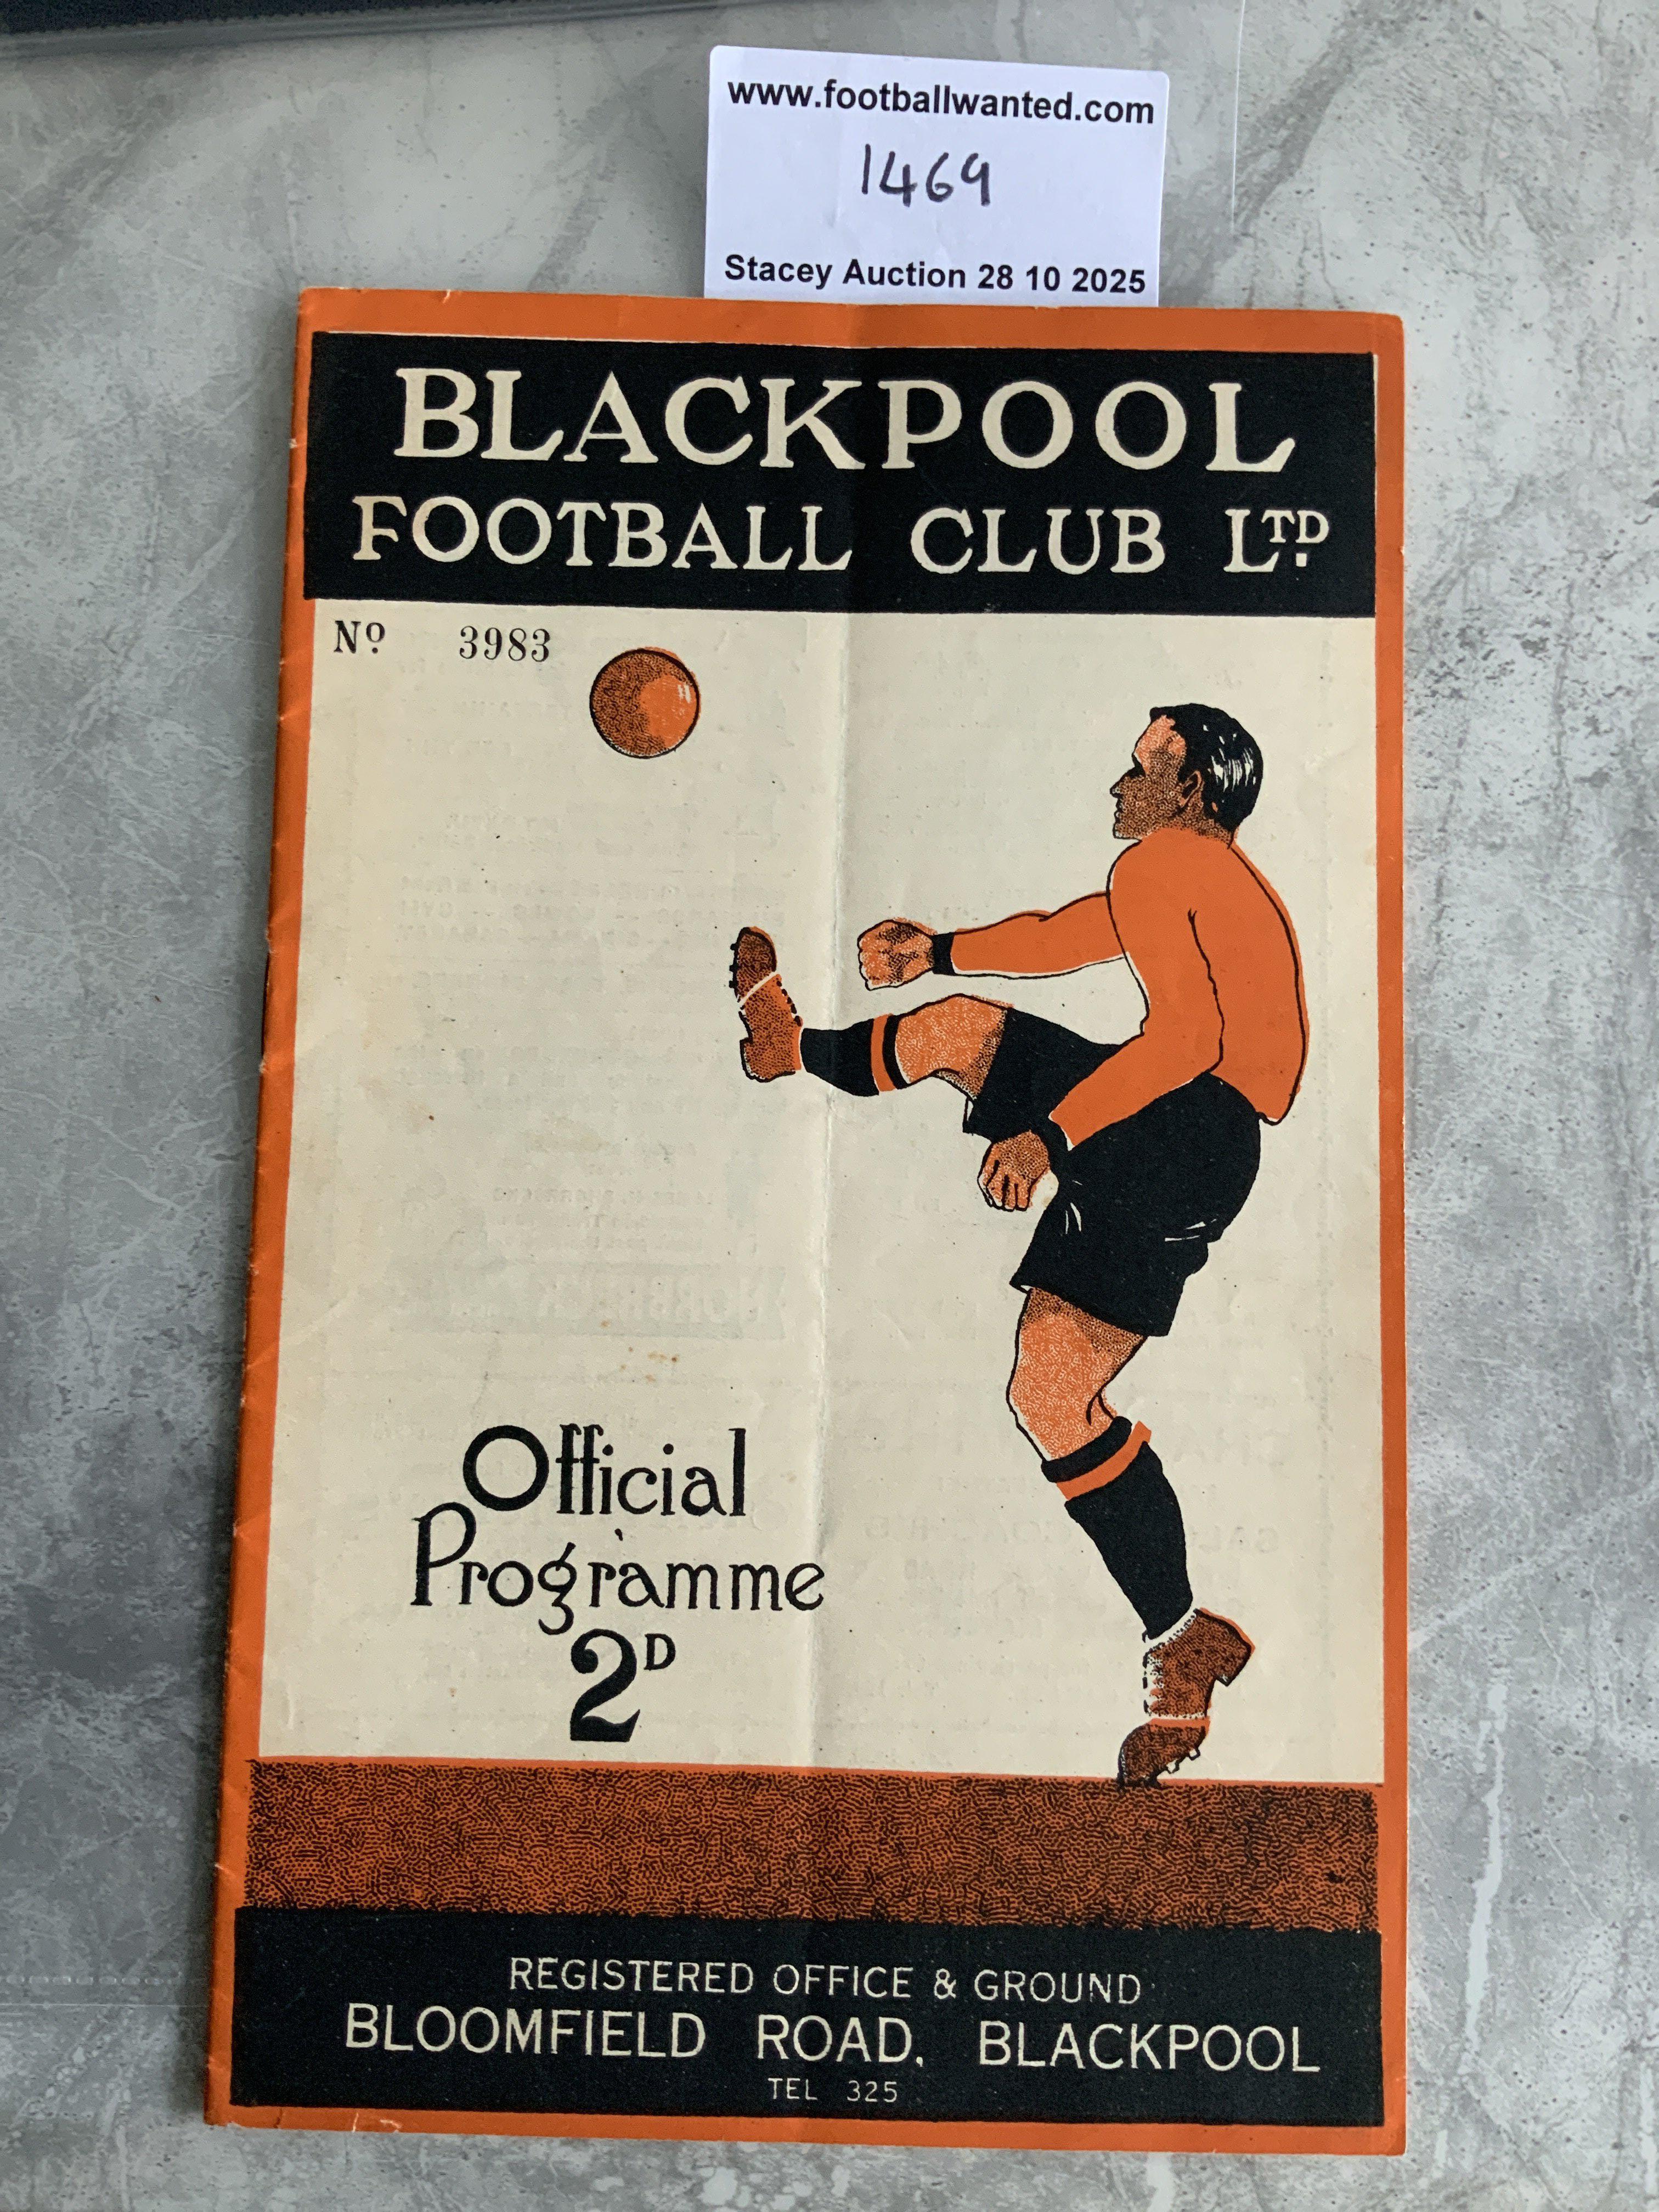 www.footballwanted.com
1469
Stacey Auction 28 10 2025
BLACKPOOL
FOOTBALL CLUB LTD.
No 3983
Official
Programme
2D
REGISTERED OFFICE & GROUND
BLOOMFIELD ROAD, BLACKPOOL
TEL 325